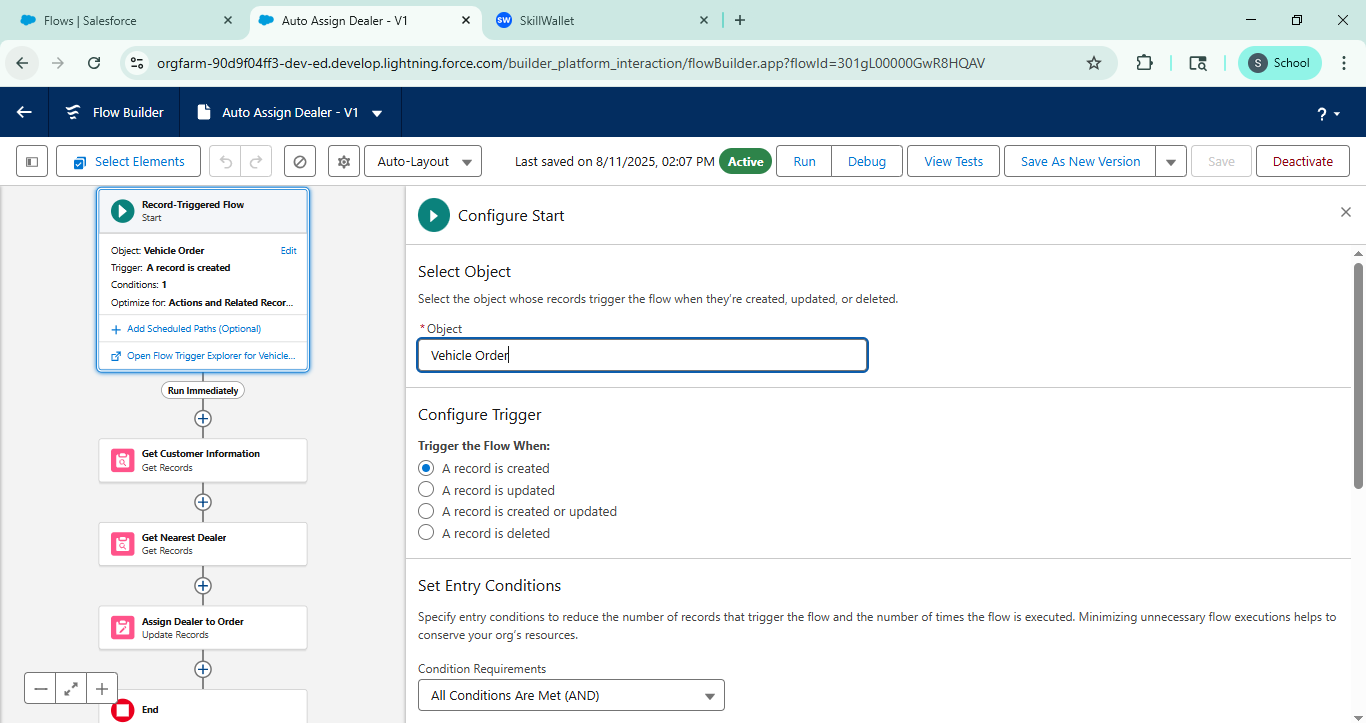 Flows | Salesforce
Auto Assign Dealer - V1
SW SkillWallet
orgfarm-90d9f04ff3-dev-ed.develop.lightning.force.com/builder_platform_interaction/flowBuilder.app?flowId=301gL00000GwR8HQAV
S School
Flow Builder
Auto Assign Dealer - V1
?
Select Elements
Auto-Layout
Last saved on 8/11/2025, 02:07 PM
Active
Run
Debug
View Tests
Save As New Version
Save
Deactivate
Record-Triggered Flow
Start
Object: Vehicle Order
Edit
Trigger: A record is created
Conditions: 1
Optimize for: Actions and Related Recor...
Add Scheduled Paths (Optional)
Open Flow Trigger Explorer for Vehicle...
Run Immediately
Get Customer Information
Get Records
Get Nearest Dealer
Get Records
Assign Dealer to Order
Update Records
End
Configure Start
Select Object
Select the object whose records trigger the flow when they're created, updated, or deleted.
*Object
Vehicle Order
Configure Trigger
Trigger the Flow When:
A record is created
A record is updated
A record is created or updated
A record is deleted
Set Entry Conditions
Specify entry conditions to reduce the number of records that trigger the flow and the number of times the flow is executed. Minimizing unnecessary flow executions helps to
conserve your org's resources.
Condition Requirements
All Conditions Are Met (AND)